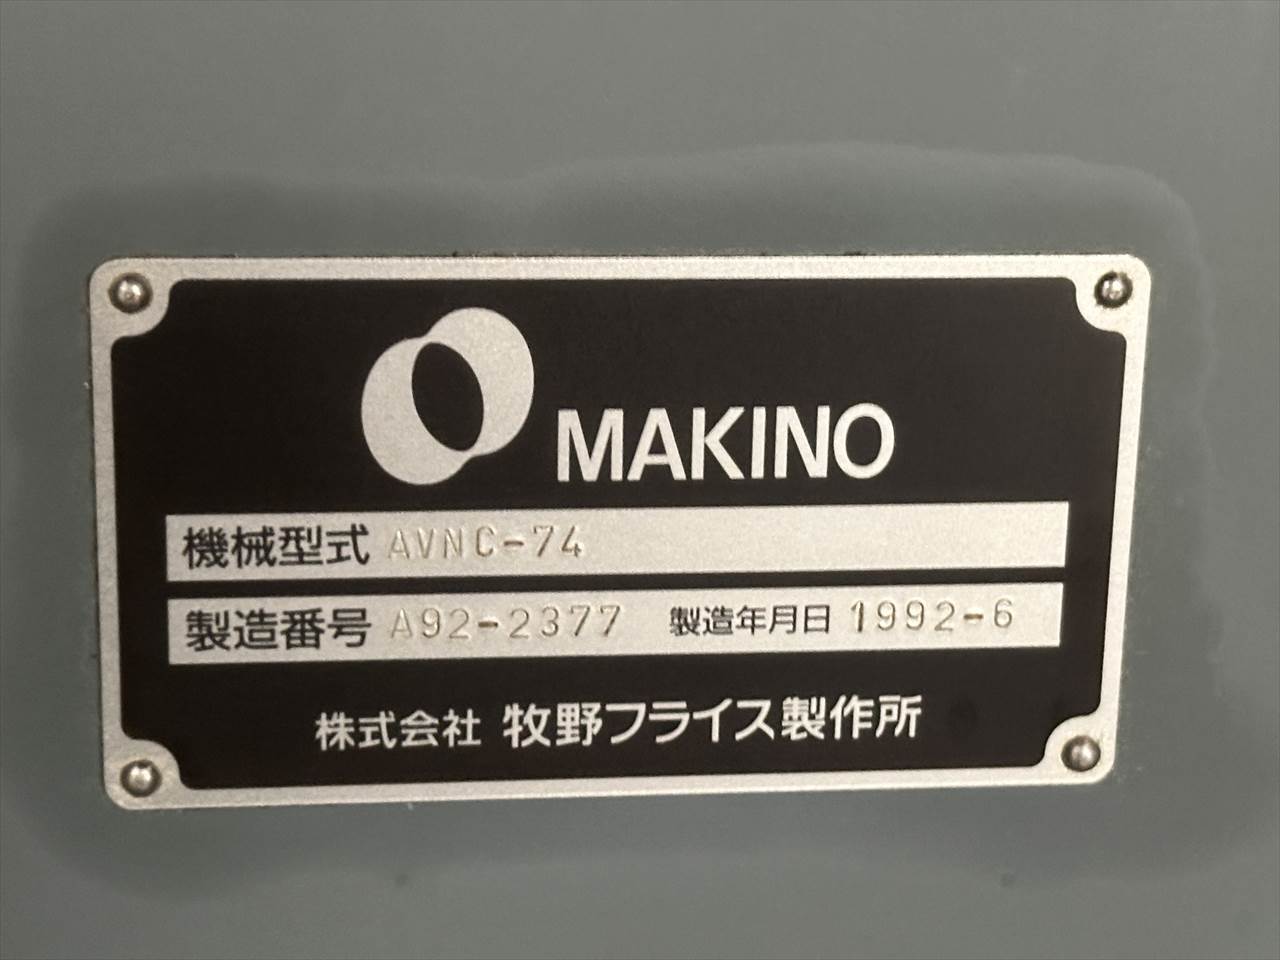 MAKINO
機械型式 AVNC-74
製造番号 A92-2377 製造年月日 1992-6
株式会社 牧野フライス製作所